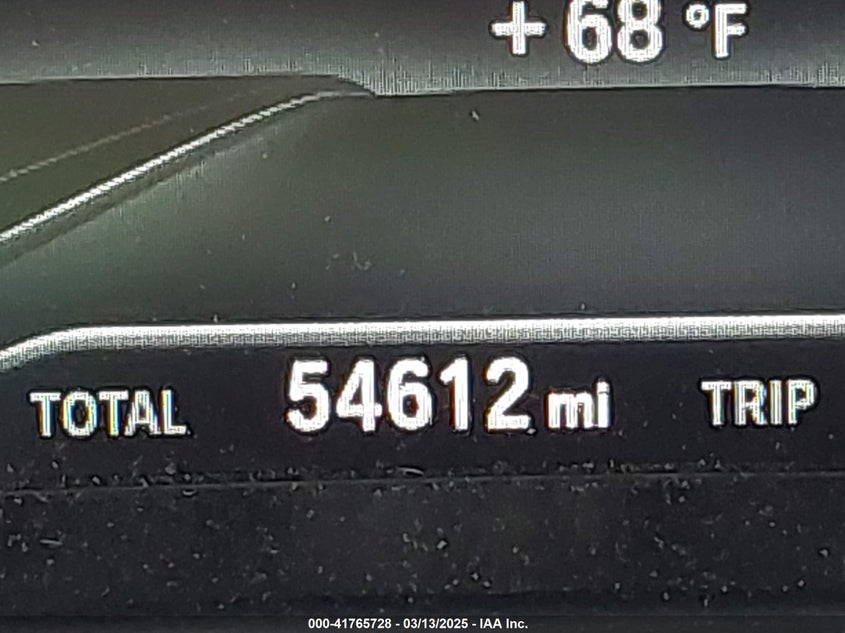 + 68 °F
TOTAL 54612 mi TRIP
000-41765728 - 03/13/2025 - IAA Inc.